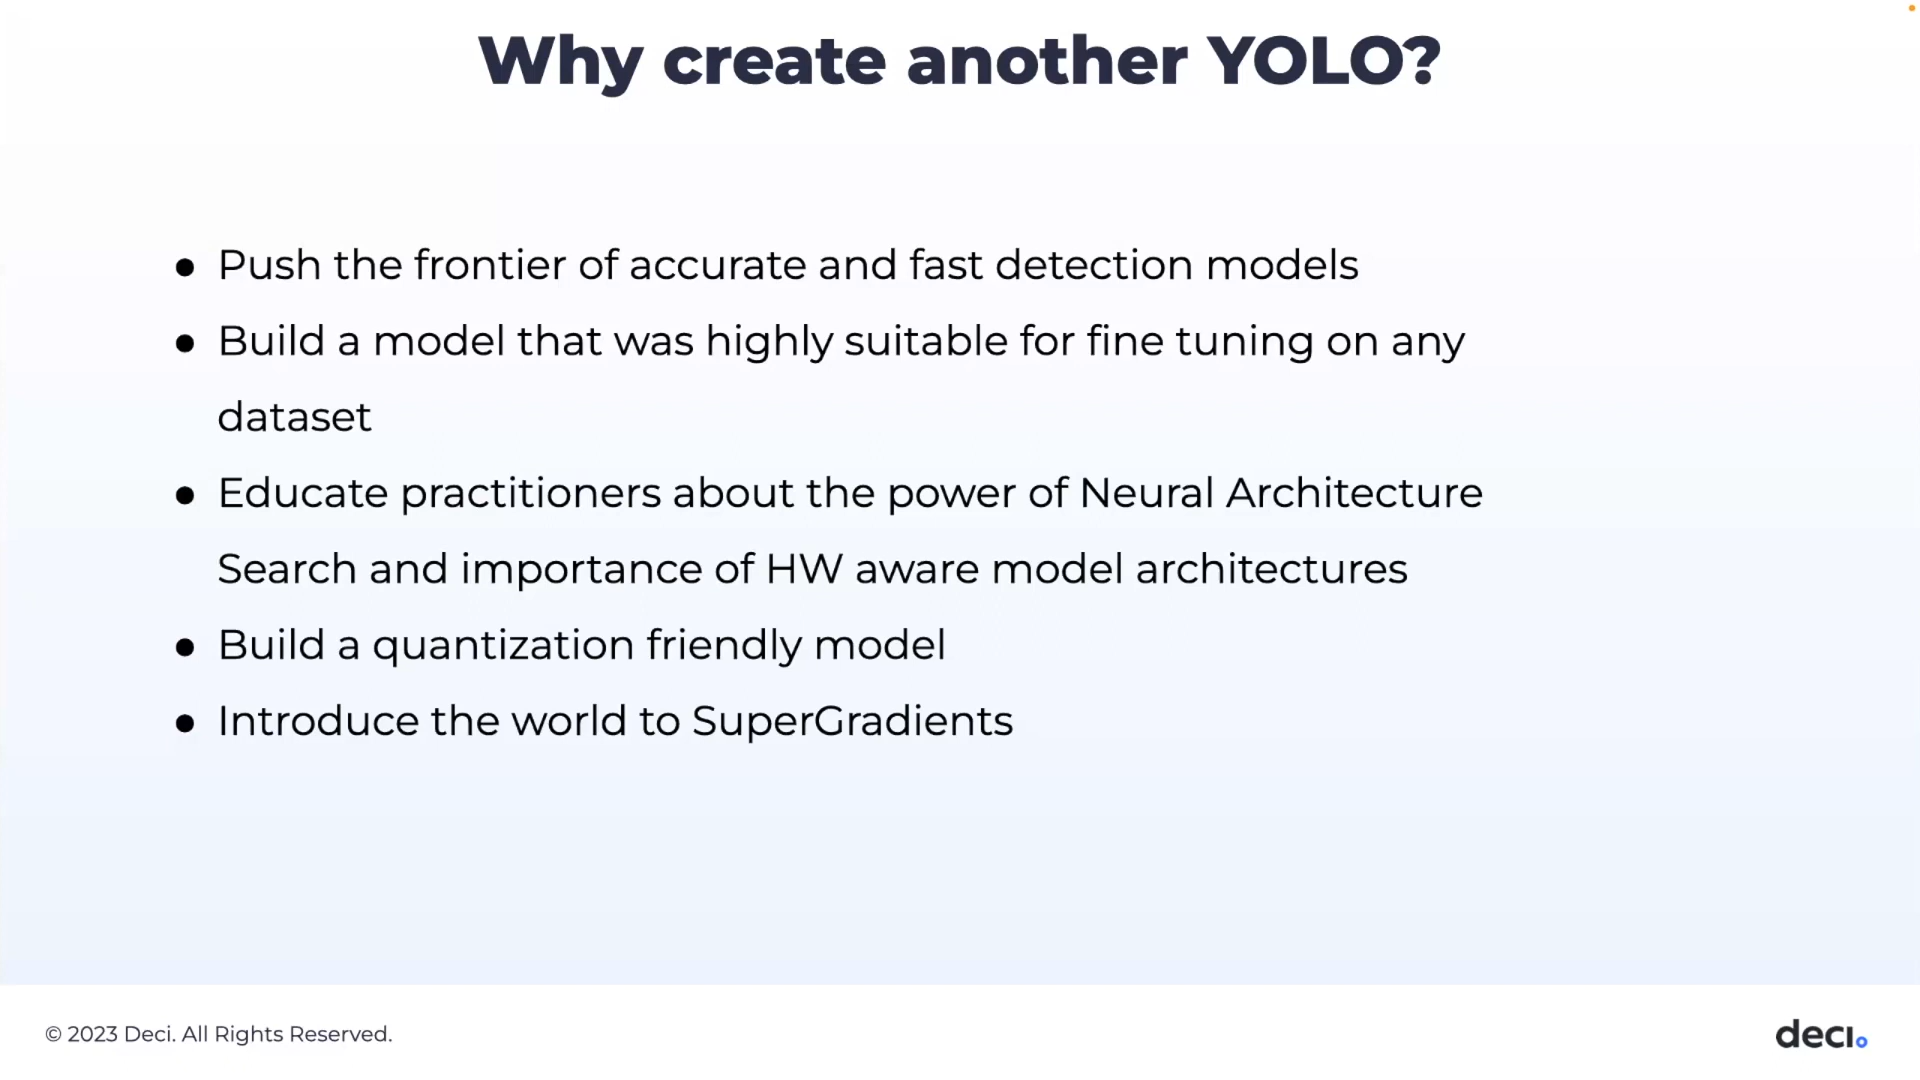 Why create another YOLO?
● Push the frontier of accurate and fast detection models
● Build a model that was highly suitable for fine tuning on any
dataset
● Educate practitioners about the power of Neural Architecture
Search and importance of HW aware model architectures
● Build a quantization friendly model
● Introduce the world to SuperGradients
© 2023 Deci. All Rights Reserved.
deci.